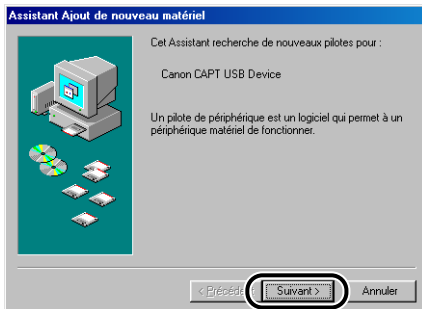 Assistant Ajout de nouveau matériel
Cet Assistant recherche de nouveaux pilotes pour :
Canon CAPT USB Device
Un pilote de périphérique est un logiciel qui permet à un
périphérique matériel de fonctionner.
< Précéde Suivant > Annuler